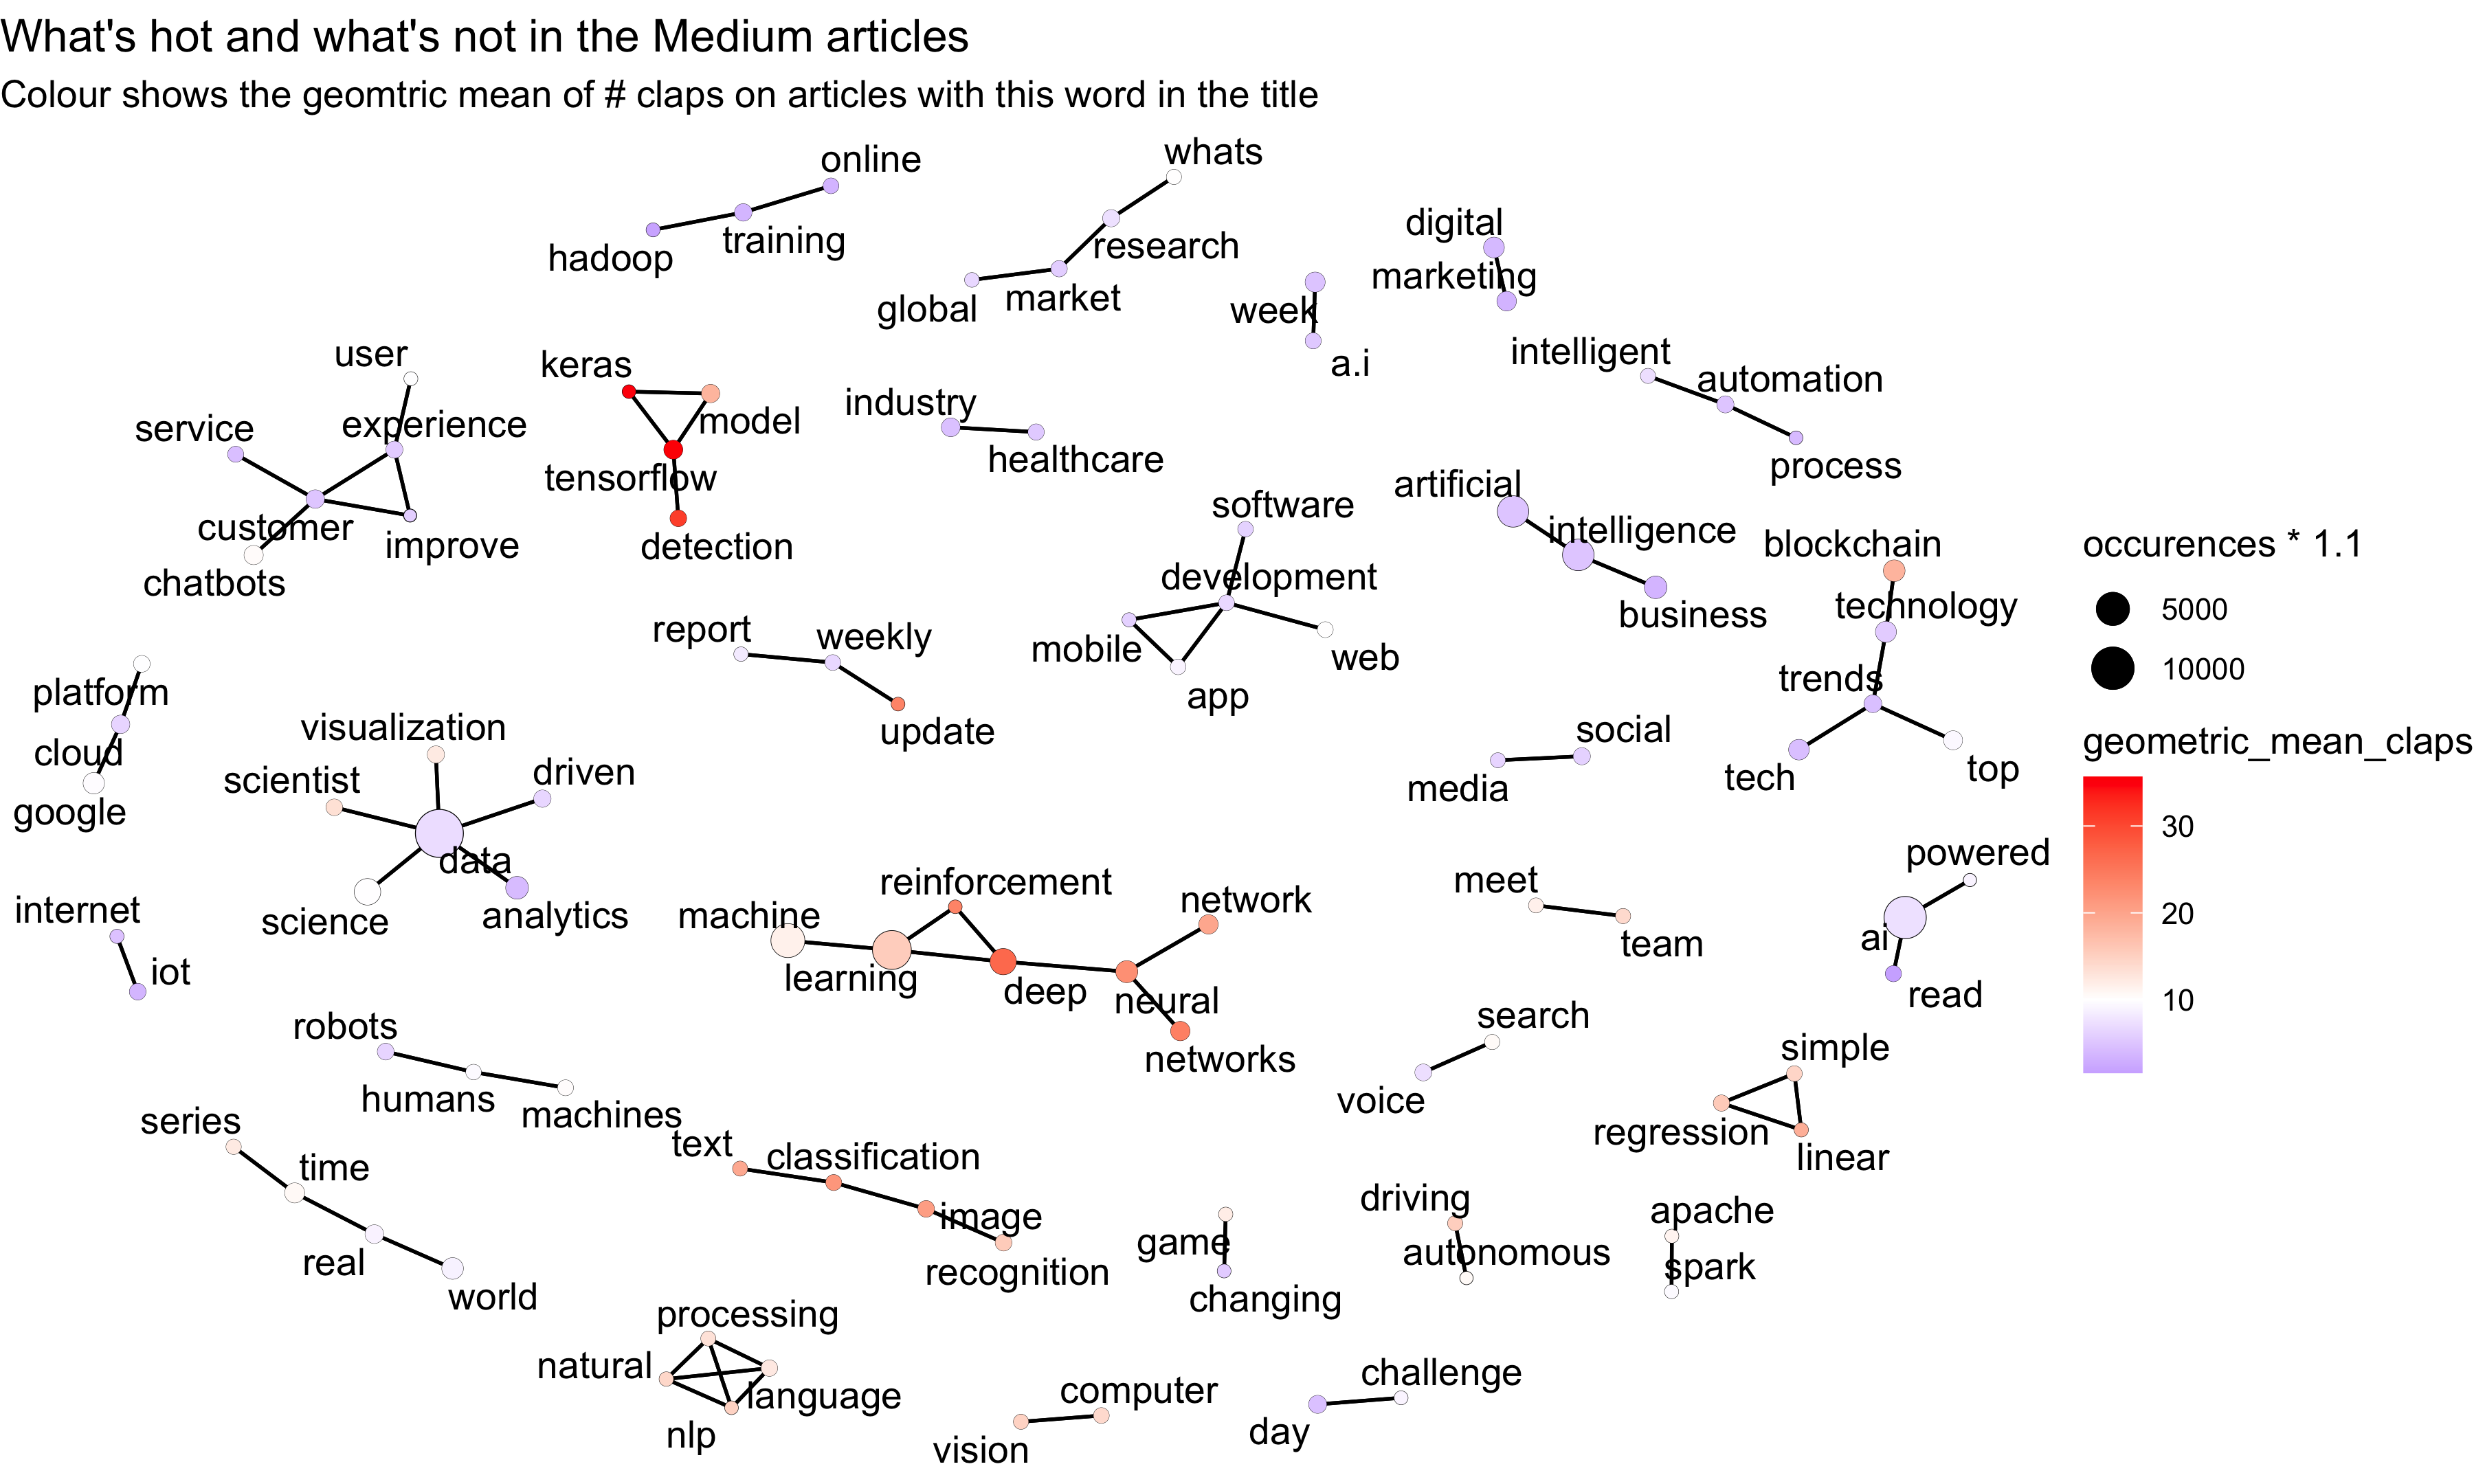 What's hot and what's not in the Medium articles
Colour shows the geomtric mean of # claps on articles with this word in the title
online
whats
hadoop
training
research
global
market
digital
marketing
week
a.i
user
keras
intelligent
automation
service
experience
model
industry
healthcare
process
tensorflow
customer
improve
detection
chatbots
software
artificial
intelligence
blockchain
development
business
technology
report
weekly
mobile
web
app
update
trends
platform
cloud
google
visualization
scientist
driven
data
science
analytics
social
media
tech
top
internet
iot
reinforcement
machine
network
learning
deep
neural
networks
meet
team
powered
ai
read
robots
humans
machines
search
voice
simple
regression
linear
series
time
real
world
text
classification
image
recognition
game
changing
driving
autonomous
apache
spark
processing
natural
language
nlp
computer
vision
challenge
day
occurences * 1.1
5000
10000
geometric_mean_claps
30
20
10